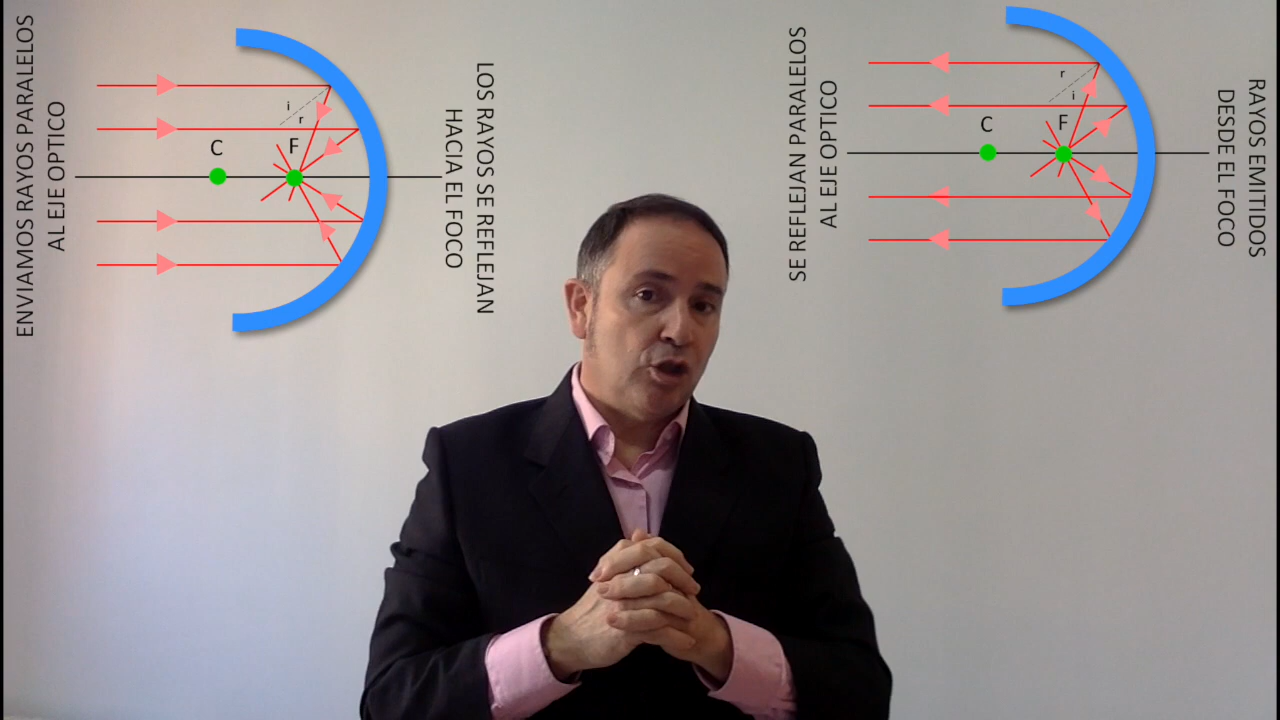 ENVIAMOS RAYOS PARALELOS
AL EJE OPTICO
i
r
C
F
LOS RAYOS SE REFLEJAN
HACIA EL FOCO
SE REFLEJAN PARALELOS
AL EJE OPTICO
r
i
C
F
RAYOS EMITIDOS
DESDE EL FOCO